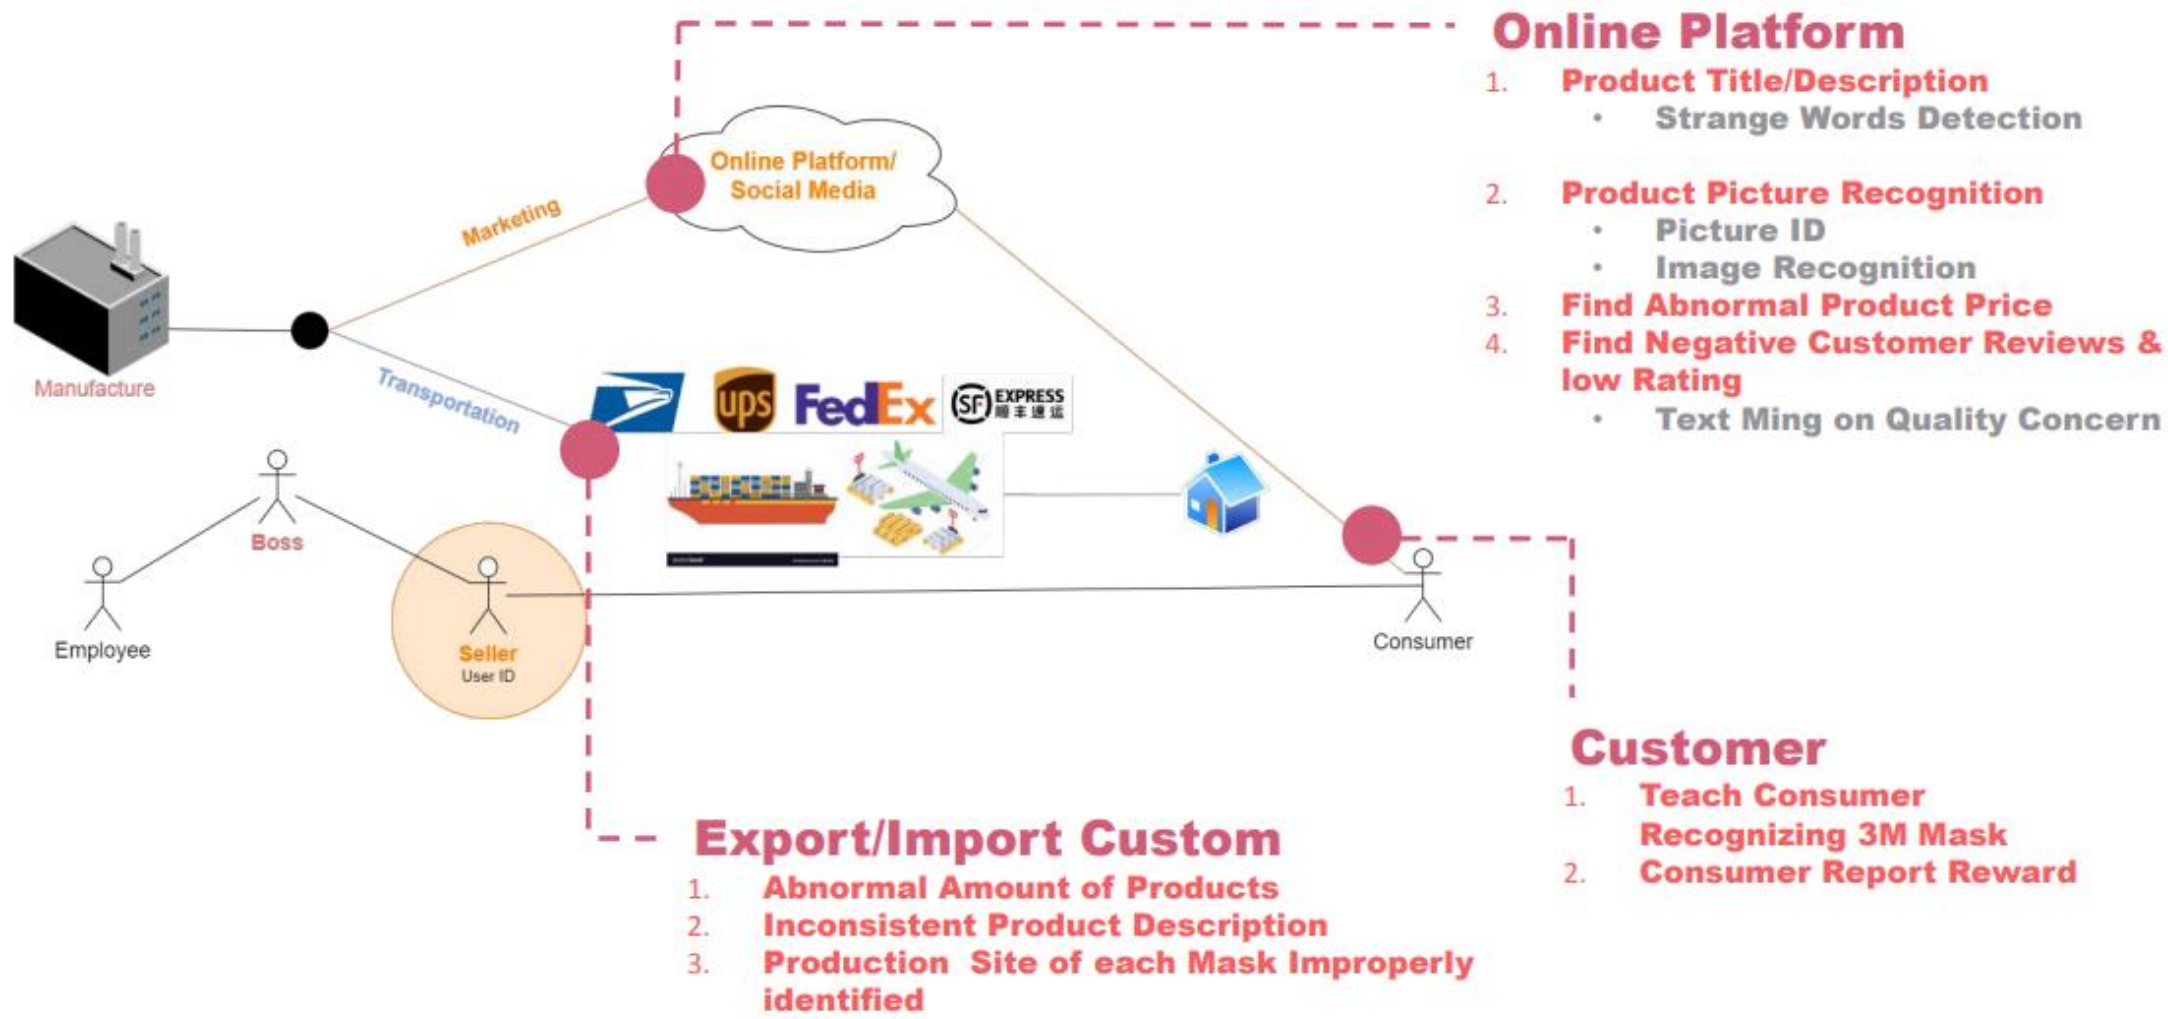 Online Platform
1. Product Title/Description
• Strange Words Detection
2. Product Picture Recognition
• Picture ID
• Image Recognition
3. Find Abnormal Product Price
4. Find Negative Customer Reviews &
low Rating
• Text Ming on Quality Concern
Online Platform/
Social Media
Marketing
Manufacture
Transportation
ups
FedEx
SF EXPRESS
顺丰速运
Boss
Employee
Seller
User ID
Consumer
Customer
1. Teach Consumer
Recognizing 3M Mask
2. Consumer Report Reward
Export/Import Custom
1. Abnormal Amount of Products
2. Inconsistent Product Description
3. Production Site of each Mask Improperly
identified